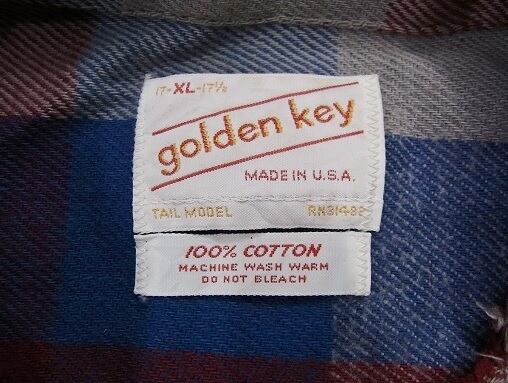 17-XL-17½
golden key
MADE IN U.S.A.
TAIL MODEL RN31482
100% COTTON
MACHINE WASH WARM
DO NOT BLEACH